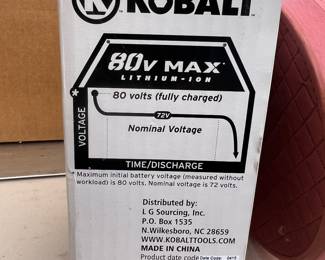 K KOBALT
80V MAX*
LITHIUM-ION
80 volts (fully charged)
72V
Nominal Voltage
VOLTAGE
TIME/DISCHARGE
* Maximum initial battery voltage (measured without
workload) is 80 volts. Nominal voltage is 72 volts.
Distributed by:
L G Sourcing, Inc.
P.O. Box 1535
N.Wilkesboro, NC 28659
WWW.KOBALTTOOLS.COM
MADE IN CHINA
Product date code
Date Code: